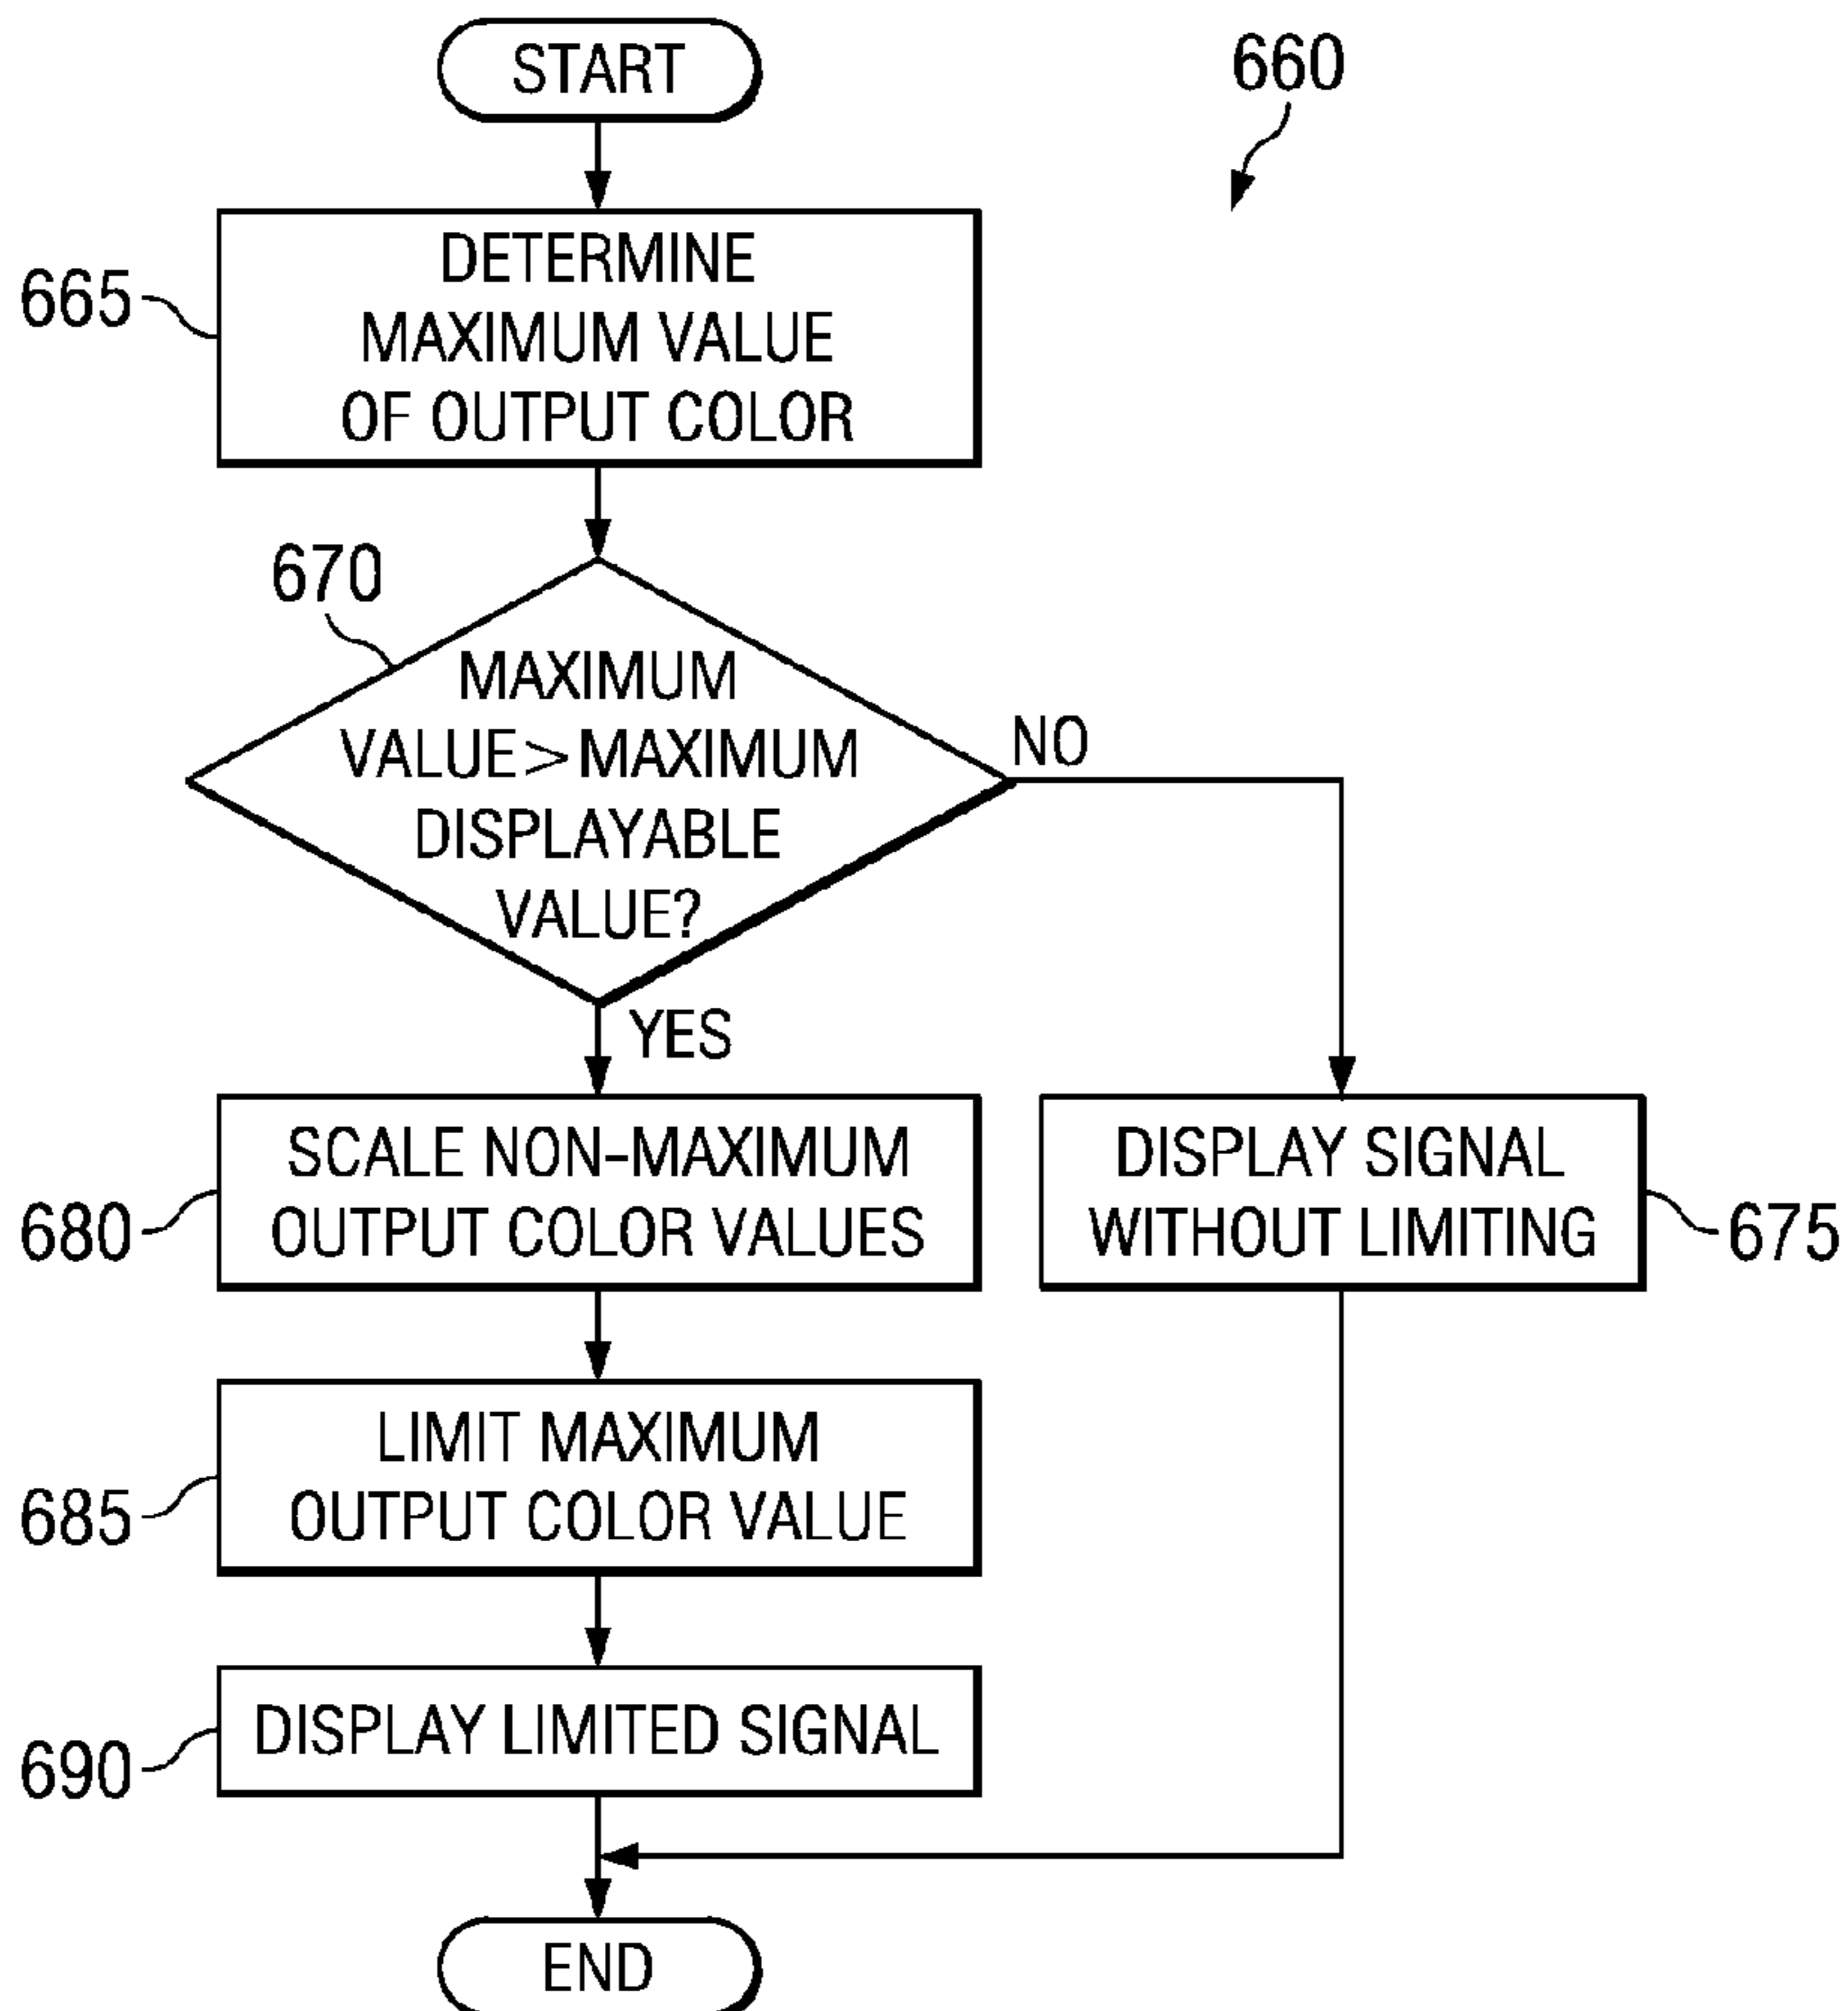 START
660
665
DETERMINE
MAXIMUM VALUE
OF OUTPUT COLOR
670
MAXIMUM
VALUE>MAXIMUM
DISPLAYABLE
VALUE?
NO
YES
680
SCALE NON-MAXIMUM
OUTPUT COLOR VALUES
DISPLAY SIGNAL
WITHOUT LIMITING
675
685
LIMIT MAXIMUM
OUTPUT COLOR VALUE
690
DISPLAY LIMITED SIGNAL
END